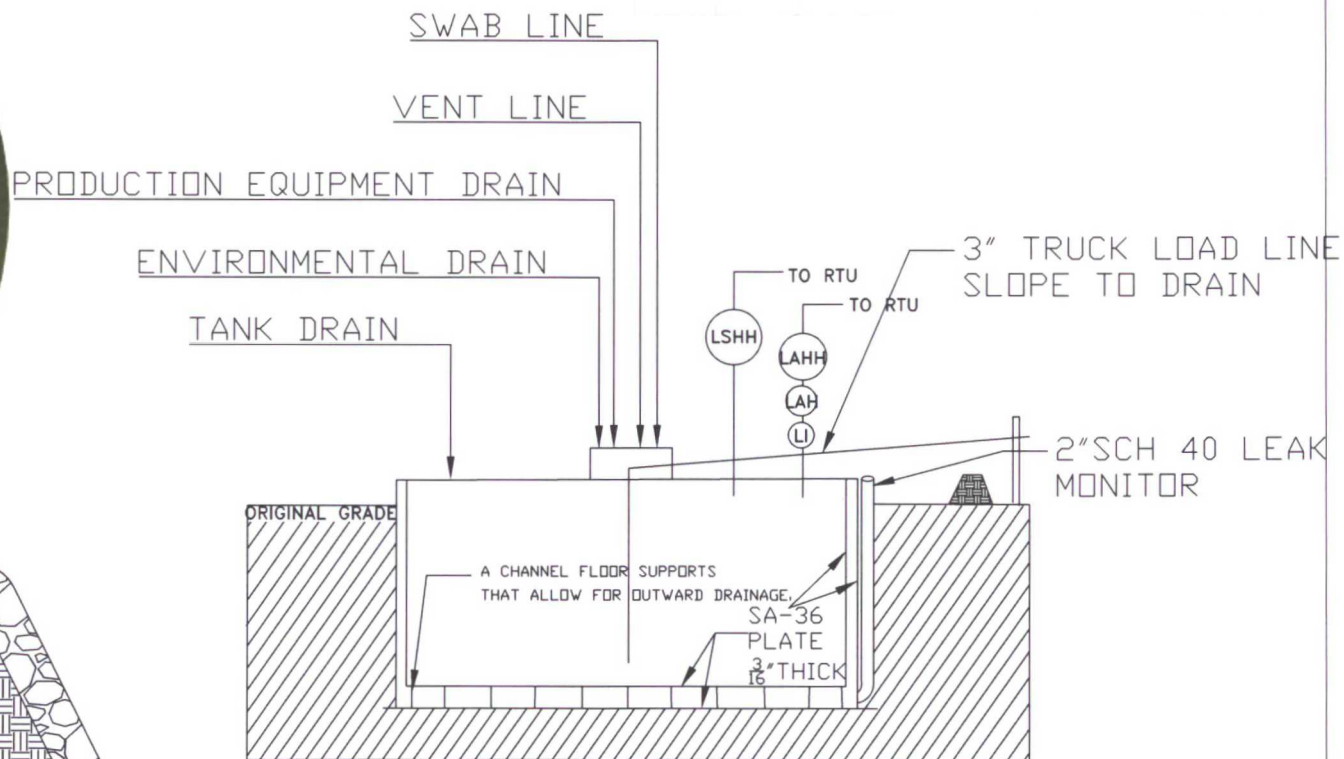 SWAB LINE
VENT LINE
PRODUCTION EQUIPMENT DRAIN
ENVIRONMENTAL DRAIN
TANK DRAIN
3" TRUCK LOAD LINE
SLOPE TO DRAIN
TO RTU
TO RTU
LSHH
LAHH
LAH
LI
2"SCH 40 LEAK
MONITOR
ORIGINAL GRADE
A CHANNEL FLOOR SUPPORTS
THAT ALLOW FOR OUTWARD DRAINAGE.
SA-36
PLATE
3/16" THICK